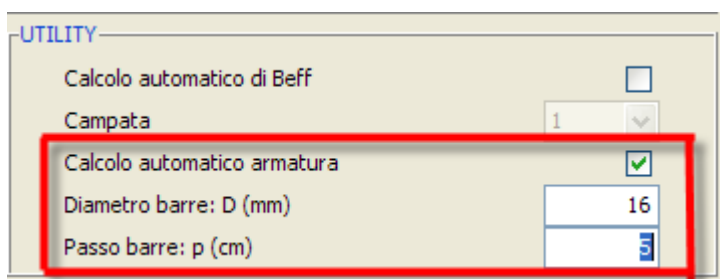 UTILITY
Calcolo automatico di Beff
Campata 1
Calcolo automatico armatura
Diametro barre: D (mm) 16
Passo barre: p (cm) 5